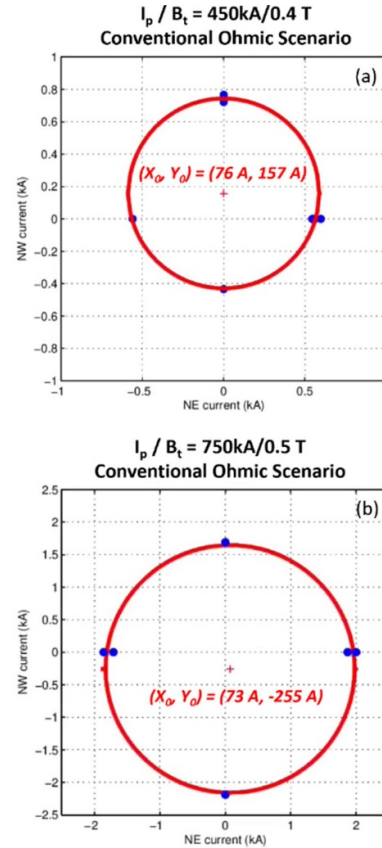 I_p / B_t = 450kA/0.4 T
Conventional Ohmic Scenario
(a)
1
0.8
0.6
0.4
0.2
0
−0.2
−0.4
−0.6
−0.8
−1
NW current (kA)
(X_0, Y_0) = (76 A, 157 A)
−1
−0.5
0
0.5
NE current (kA)
I_p / B_t = 750kA/0.5 T
Conventional Ohmic Scenario
(b)
2.5
2
1.5
1
0.5
0
−0.5
−1
−1.5
−2
−2.5
NW current (kA)
(X_0, Y_0) = (73 A, -255 A)
−2
−1
0
1
2
NE current (kA)